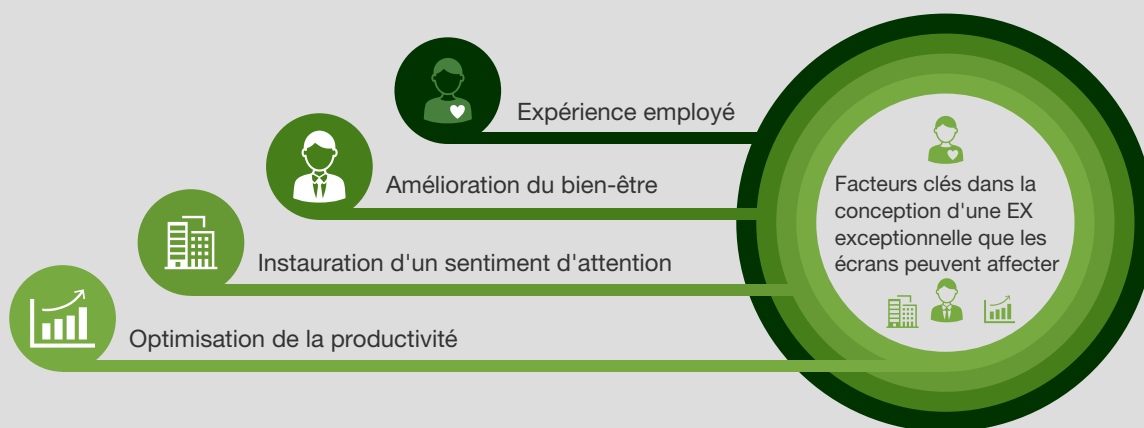 Expérience employé
Amélioration du bien-être
Instauration d'un sentiment d'attention
Optimisation de la productivité
Facteurs clés dans la
conception d'une EX
exceptionnelle que les
écrans peuvent affecter